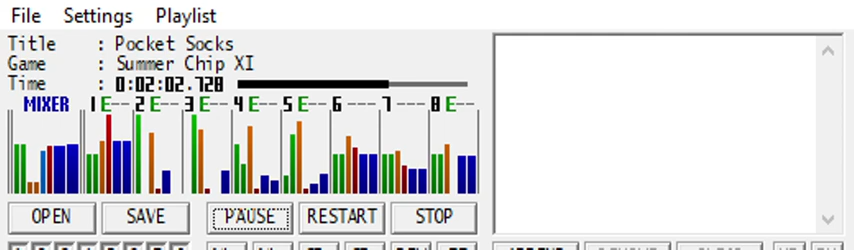 File Settings Playlist
Title : Pocket Socks
Game : Summer Chip XI
Time : 0:02:02.728
MIXER 1 E-- 2 E-- 3 E-- 4 E-- 5 E-- 6 --- 7 ---- 8 E--
OPEN SAVE PAUSE RESTART STOP